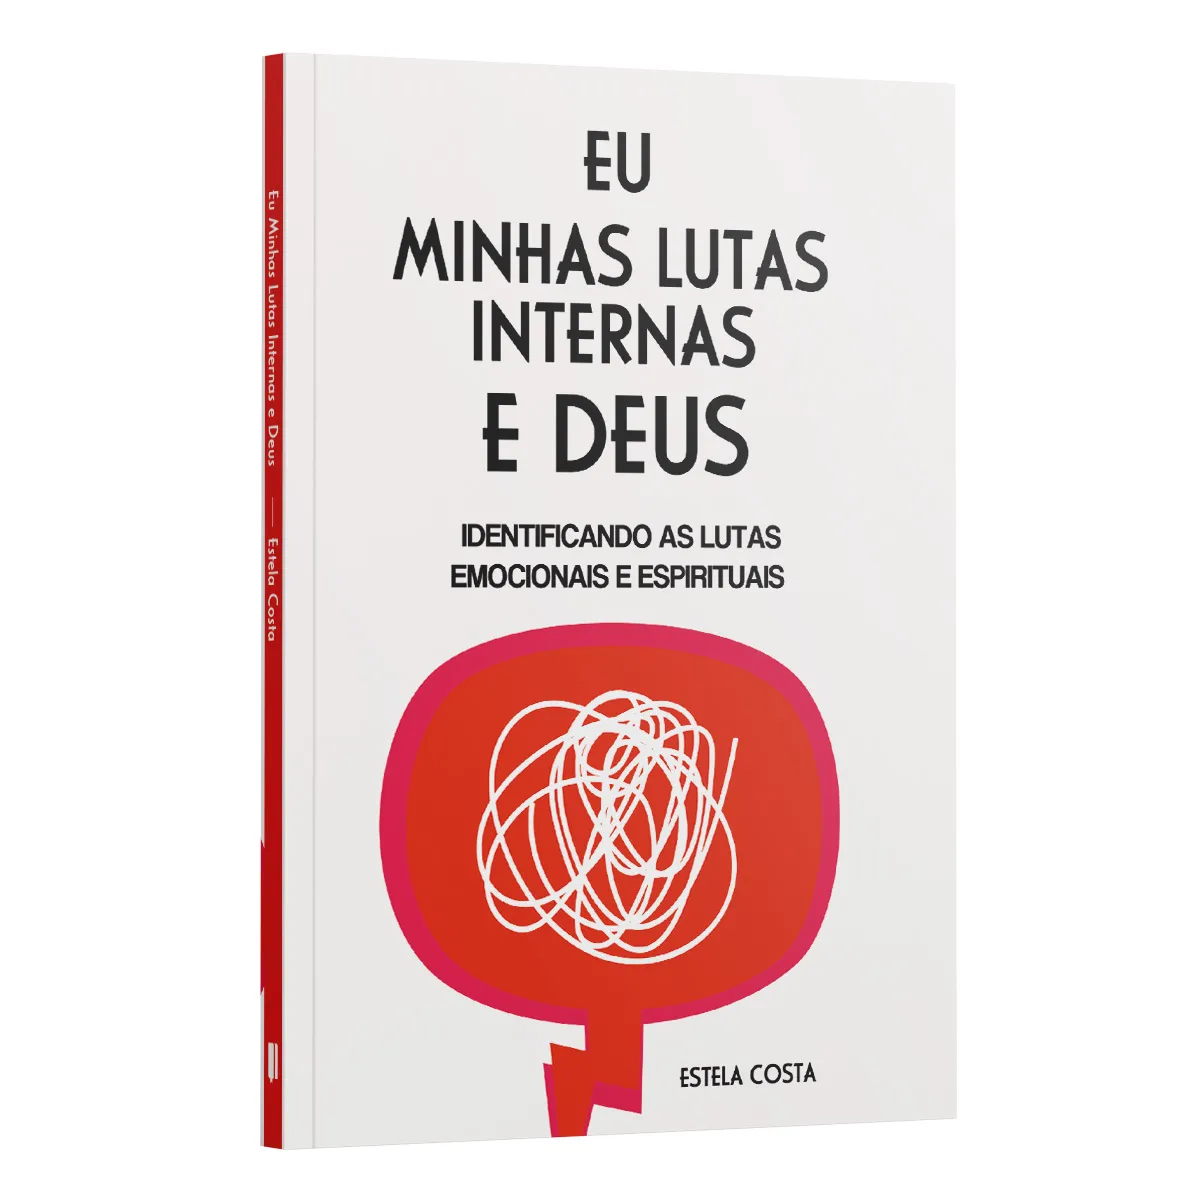 EU
MINHAS LUTAS
INTERNAS
E DEUS
IDENTIFICANDO AS LUTAS
EMOCIONAIS E ESPIRITUAIS
ESTELA COSTA
Eu Minhas Lutas Internas e Deus — Estela Costa